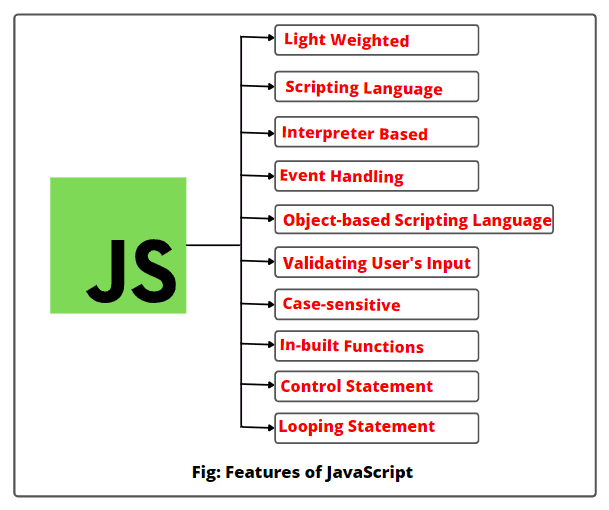 Light Weighted
Scripting Language
Interpreter Based
Event Handling
Object-based Scripting Language
Validating User's Input
JS
Case-sensitive
In-built Functions
Control Statement
Looping Statement
Fig: Features of JavaScript